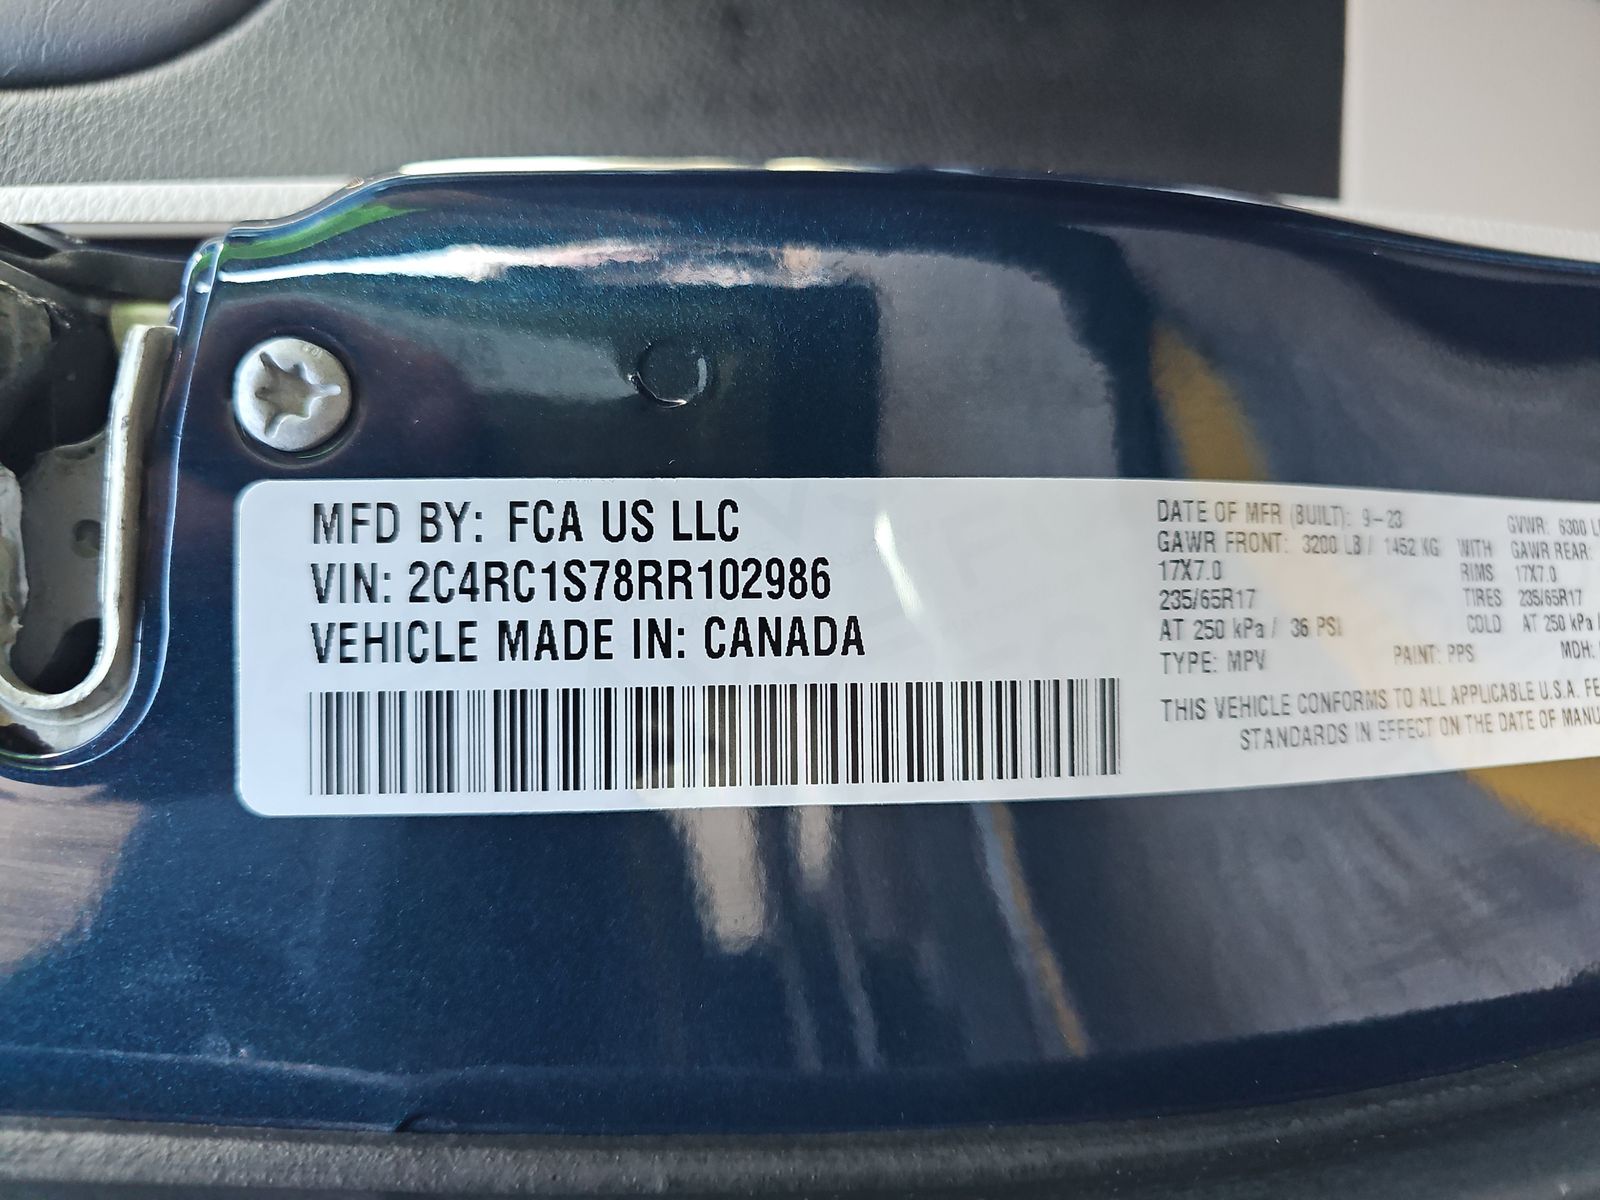 MFD BY: FCA US LLC
VIN: 2C4RC1S78RR102986
VEHICLE MADE IN: CANADA
DATE OF MFR (BUILT): 9-23 GVWR: 6300
GAWR FRONT: 3200 LB / 1452 KG WITH GAWR REAR:
17X7.0 RIMS 17X7.0
235/65R17 TIRES 235/65R17
AT 250 kPa / 36 PSI COLD AT 250 kPa
TYPE: MPV PAINT: PPS MDH:
THIS VEHICLE CONFORMS TO ALL APPLICABLE U.S.A.
STANDARDS IN EFFECT ON THE DATE OF